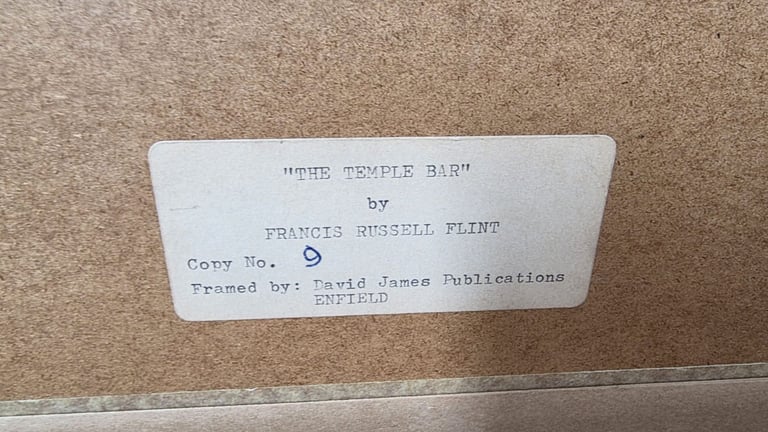 "THE TEMPLE BAR"
by
FRANCIS RUSSELL FLINT
Copy No. 9
Framed by: David James Publications
ENFIELD